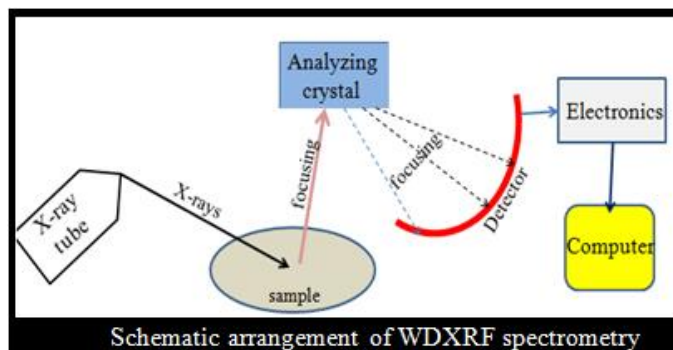 Analyzing
crystal
Electronics
X-ray
tube
X-rays
focusing
focusing
Detector
sample
Computer
Schematic arrangement of WDXRF spectrometry